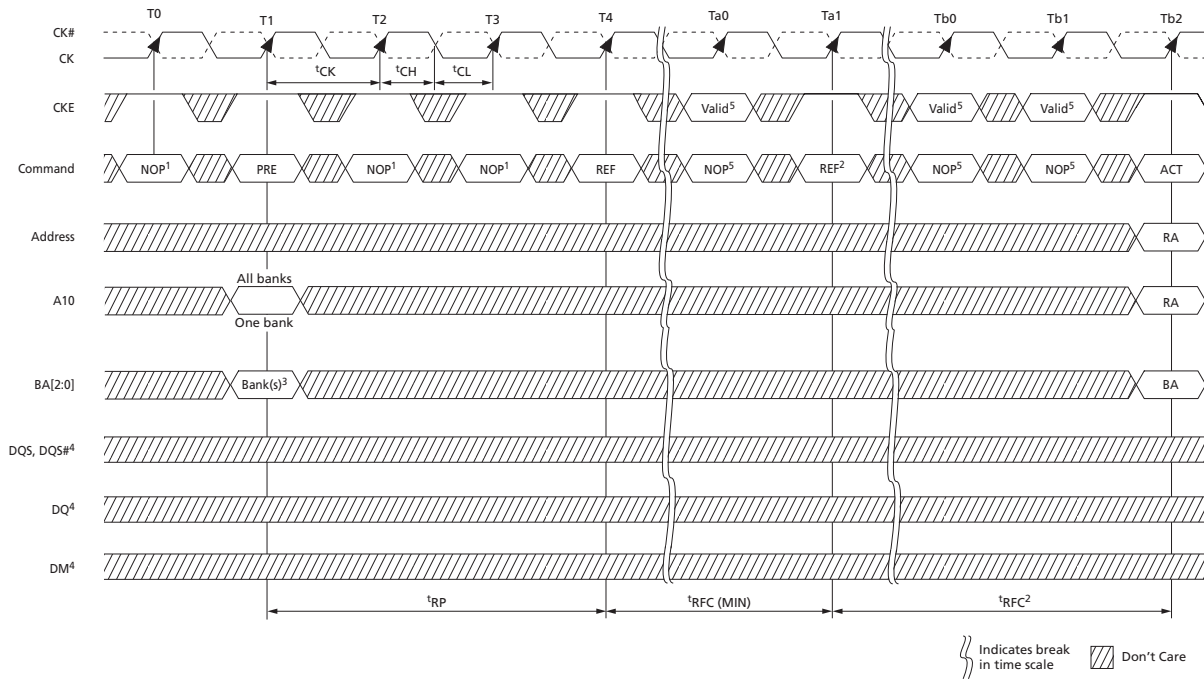 T0 T1 T2 T3 T4 Ta0 Ta1 Tb0 Tb1 Tb2
CK#
CK
tCK tCH tCL
CKE Valid5 Valid5 Valid5
Command NOP1 PRE NOP1 NOP1 REF NOP5 REF2 NOP5 NOP5 ACT
Address RA
All banks
A10 RA
One bank
BA[2:0] Bank(s)3 BA
DQS, DQS#4
DQ4
DM4
tRP tRFC (MIN) tRFC2
Indicates break
in time scale
Don't Care